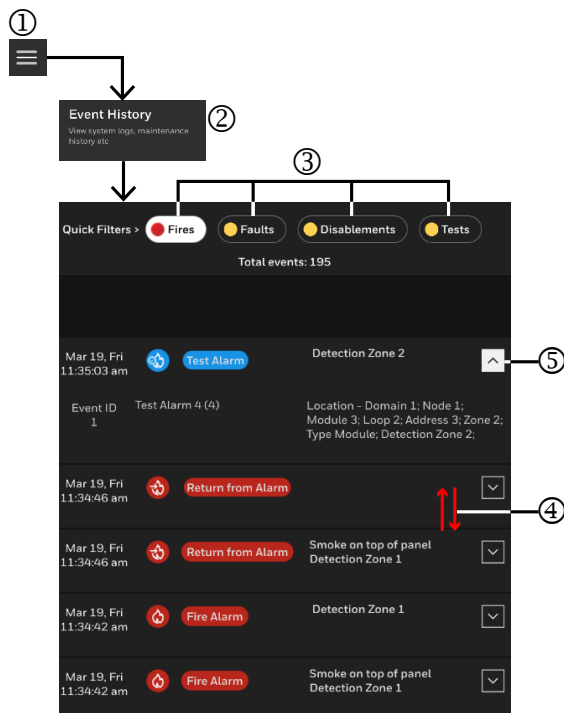 ①
Event History
②
View system logs, maintenance
history etc
③
Quick Filters > Fires Faults Disablements Tests
Total events: 195
Mar 19, Fri
11:35:03 am
Test Alarm
Detection Zone 2
⑤
Event ID
1
Test Alarm 4 (4)
Location - Domain 1; Node 1;
Module 3; Loop 2; Address 3; Zone 2;
Type Module; Detection Zone 2;
Mar 19, Fri
11:34:46 am
Return from Alarm
④
Mar 19, Fri
11:34:46 am
Return from Alarm
Smoke on top of panel
Detection Zone 1
Mar 19, Fri
11:34:42 am
Fire Alarm
Detection Zone 1
Mar 19, Fri
11:34:42 am
Fire Alarm
Smoke on top of panel
Detection Zone 1